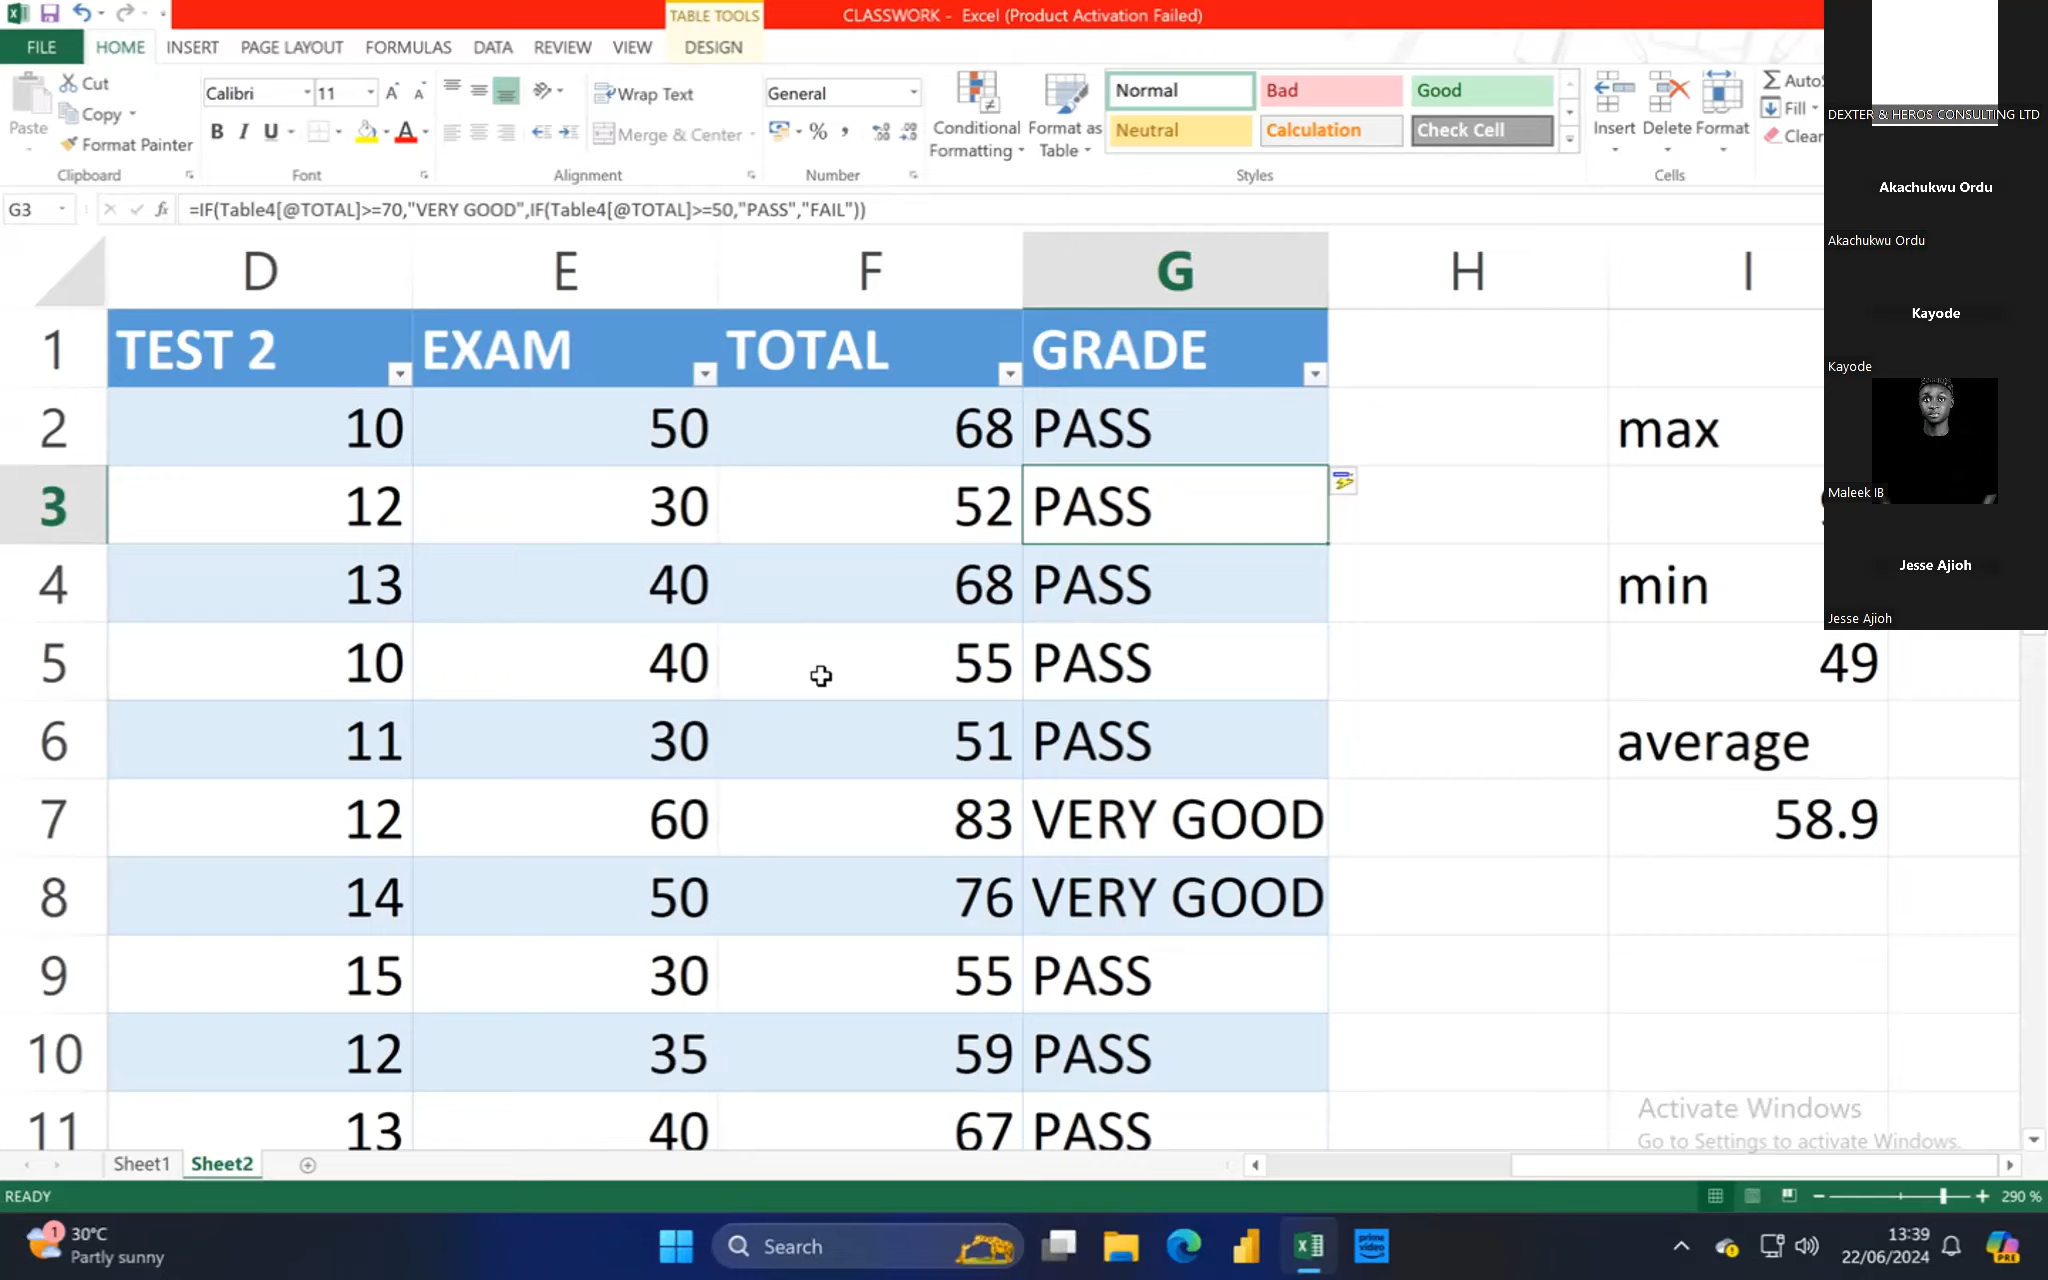 TABLE TOOLS
CLASSWORK - Excel (Product Activation Failed)
FILE HOME INSERT PAGE LAYOUT FORMULAS DATA REVIEW VIEW DESIGN
Paste
Cut
Copy
Format Painter
Clipboard
Calibri 11 A A
B I U A
Font
Wrap Text
Merge & Center
Alignment
General
% ,
Number
Conditional Formatting
Format as Table
Normal Bad Good
Neutral Calculation Check Cell
Styles
Insert Delete Format
Cells
Auto
Fill
Clear
DEXTER & HEROS CONSULTING LTD
Akachukwu Ordu
Akachukwu Ordu
Kayode
Kayode
Maleek IB
Jesse Ajioh
Jesse Ajioh
G3 fx =IF(Table4[@TOTAL]>=70,"VERY GOOD",IF(Table4[@TOTAL]>=50,"PASS","FAIL"))
D E F G H I
1 TEST 2 EXAM TOTAL GRADE
2 10 50 68 PASS max
3 12 30 52 PASS
4 13 40 68 PASS min
5 10 40 55 PASS 49
6 11 30 51 PASS average
7 12 60 83 VERY GOOD 58.9
8 14 50 76 VERY GOOD
9 15 30 55 PASS
10 12 35 59 PASS
11 13 40 67 PASS
Activate Windows
Go to Settings to activate Windows.
Sheet1 Sheet2
READY
290 %
1
30°C
Partly sunny
Search
prime video
13:39
22/06/2024
PRE